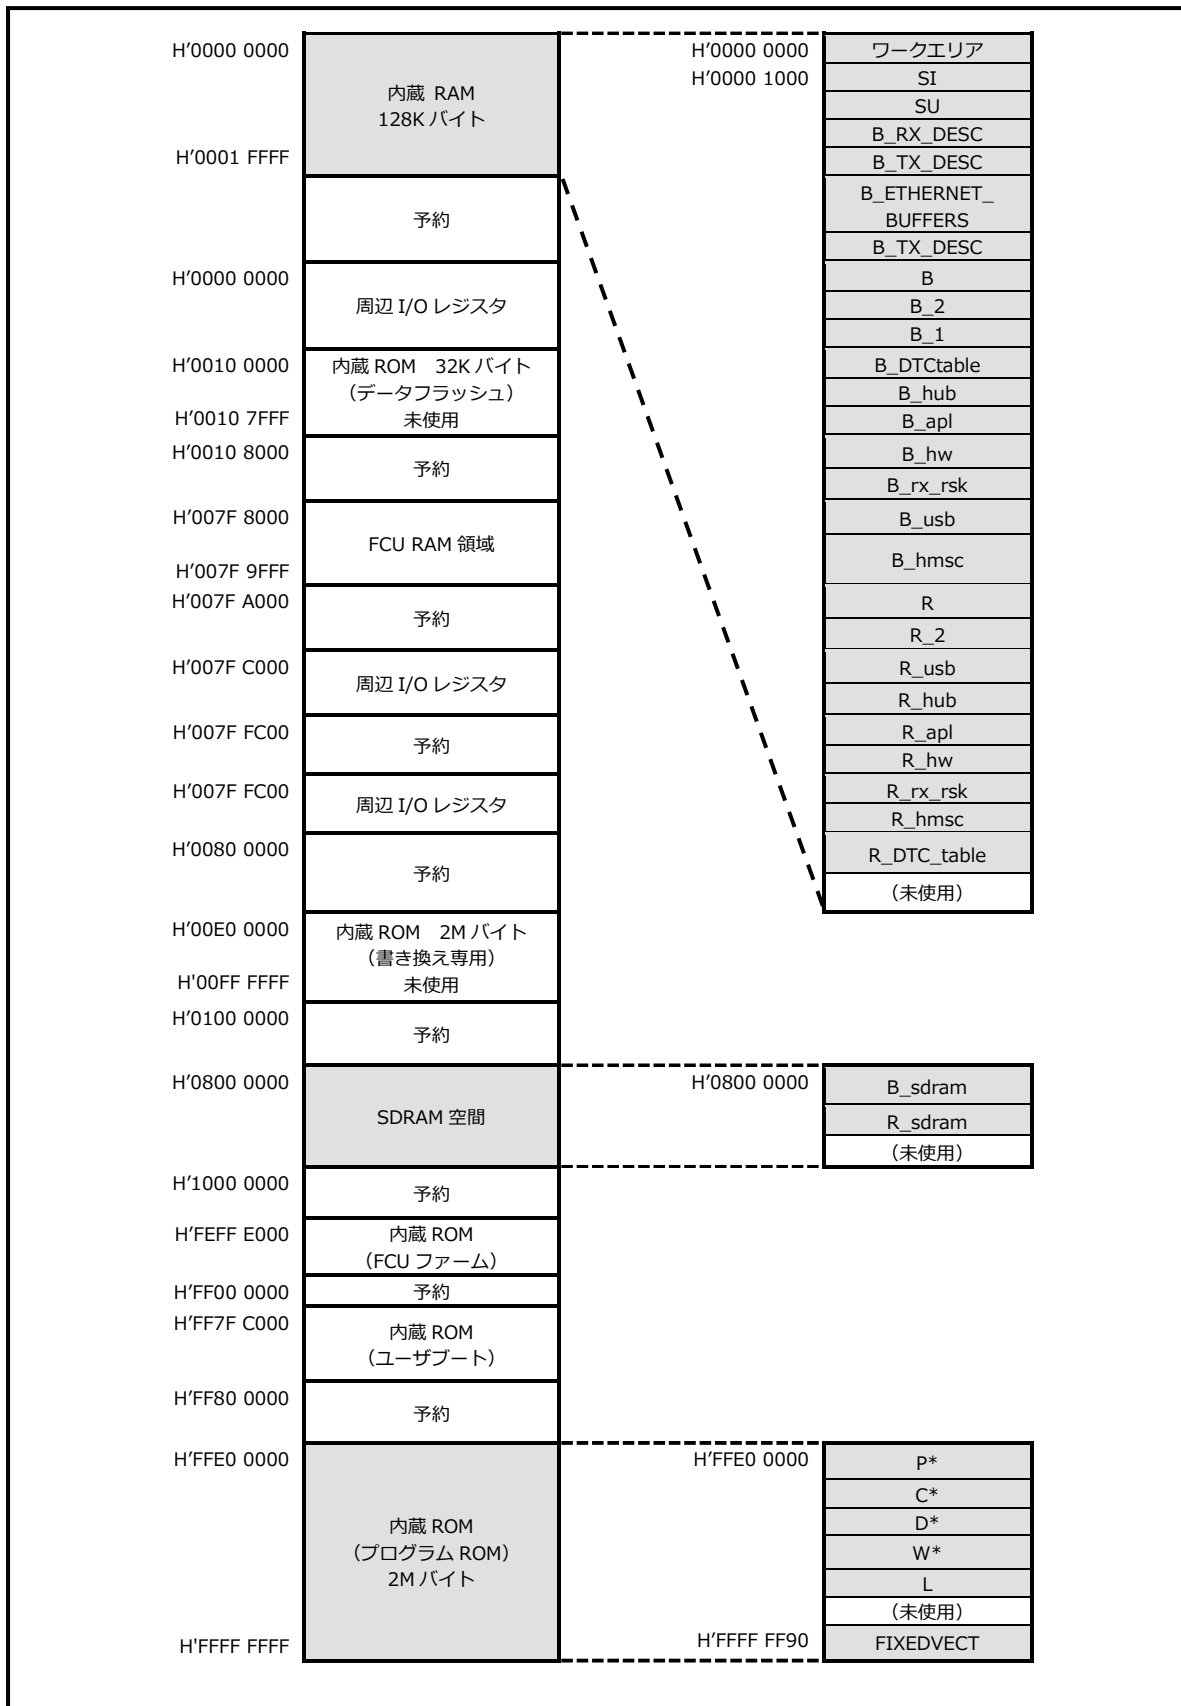 H'0000 0000
内蔵 RAM
128K バイト
H'0001 FFFF
予約
H'0000 0000
周辺 I/O レジスタ
H'0010 0000
内蔵 ROM 32K バイト
（データフラッシュ）
H'0010 7FFF
未使用
H'0010 8000
予約
H'007F 8000
FCU RAM 領域
H'007F 9FFF
H'007F A000
予約
H'007F C000
周辺 I/O レジスタ
H'007F FC00
予約
H'007F FC00
周辺 I/O レジスタ
H'0080 0000
予約
H'00E0 0000
内蔵 ROM 2M バイト
（書き換え専用）
H'00FF FFFF
未使用
H'0100 0000
予約
H'0800 0000
SDRAM 空間
H'1000 0000
予約
H'FEFF E000
内蔵 ROM
（FCU ファーム）
H'FF00 0000
予約
H'FF7F C000
内蔵 ROM
（ユーザブート）
H'FF80 0000
予約
H'FFE0 0000
内蔵 ROM
（プログラム ROM）
2M バイト
H'FFFF FFFF
H'0000 0000
ワークエリア
H'0000 1000
SI
SU
B_RX_DESC
B_TX_DESC
B_ETHERNET_
BUFFERS
B_TX_DESC
B
B_2
B_1
B_DTCtable
B_hub
B_apl
B_hw
B_rx_rsk
B_usb
B_hmsc
R
R_2
R_usb
R_hub
R_apl
R_hw
R_rx_rsk
R_hmsc
R_DTC_table
（未使用）
H'0800 0000
B_sdram
R_sdram
（未使用）
H'FFE0 0000
P*
C*
D*
W*
L
（未使用）
H'FFFF FF90
FIXEDVECT